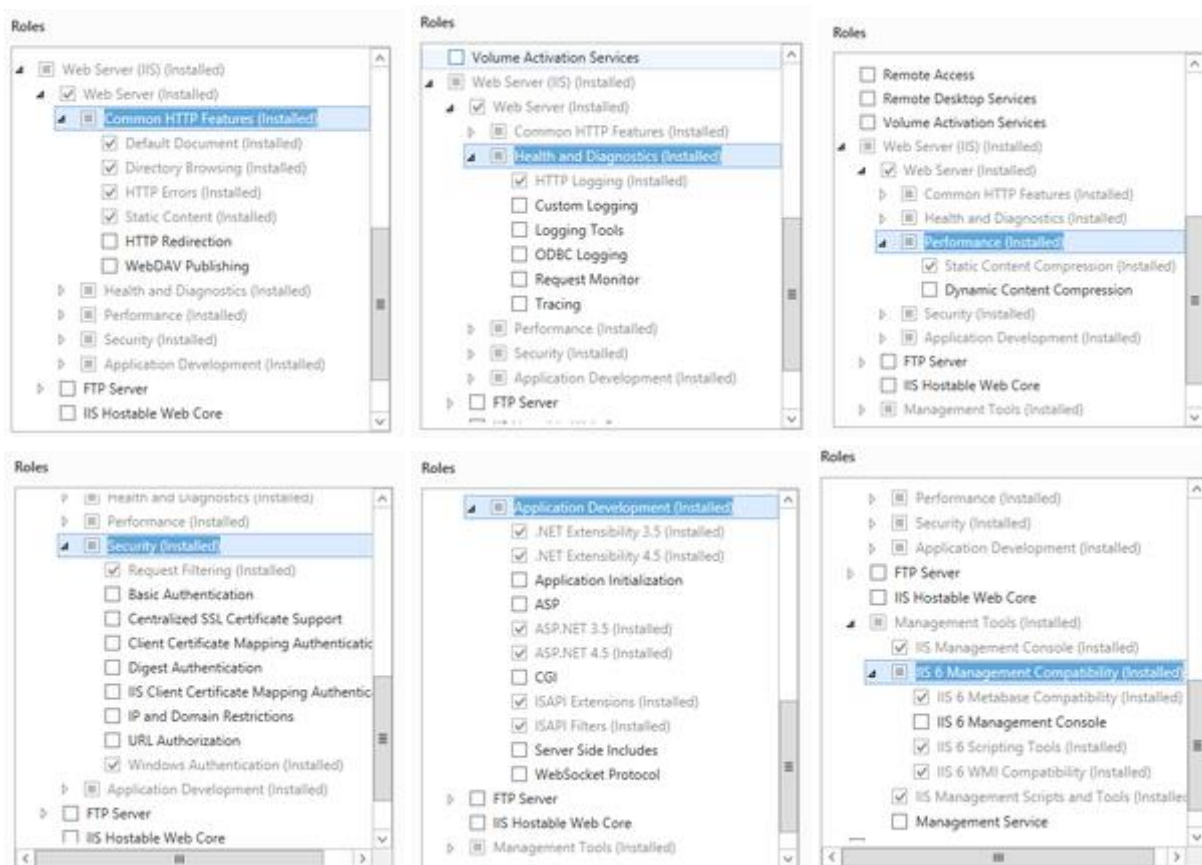 Roles
Web Server (IIS) (Installed)
Web Server (Installed)
Common HTTP Features (Installed)
Default Document (Installed)
Directory Browsing (Installed)
HTTP Errors (Installed)
Static Content (Installed)
HTTP Redirection
WebDAV Publishing
Health and Diagnostics (Installed)
Performance (Installed)
Security (Installed)
Application Development (Installed)
FTP Server
IIS Hostable Web Core
Roles
Volume Activation Services
Web Server (IIS) (Installed)
Web Server (Installed)
Common HTTP Features (Installed)
Health and Diagnostics (Installed)
HTTP Logging (Installed)
Custom Logging
Logging Tools
ODBC Logging
Request Monitor
Tracing
Performance (Installed)
Security (Installed)
Application Development (Installed)
FTP Server
Roles
Remote Access
Remote Desktop Services
Volume Activation Services
Web Server (IIS) (Installed)
Web Server (Installed)
Common HTTP Features (Installed)
Health and Diagnostics (Installed)
Performance (Installed)
Static Content Compression (Installed)
Dynamic Content Compression
Security (Installed)
Application Development (Installed)
FTP Server
IIS Hostable Web Core
Management Tools (Installed)
Roles
Health and Diagnostics (Installed)
Performance (Installed)
Security (Installed)
Request Filtering (Installed)
Basic Authentication
Centralized SSL Certificate Support
Client Certificate Mapping Authenticatic
Digest Authentication
IIS Client Certificate Mapping Authentic
IP and Domain Restrictions
URL Authorization
Windows Authentication (Installed)
Application Development (Installed)
FTP Server
IIS Hostable Web Core
Roles
Application Development (Installed)
.NET Extensibility 3.5 (Installed)
.NET Extensibility 4.5 (Installed)
Application Initialization
ASP
ASP.NET 3.5 (Installed)
ASP.NET 4.5 (Installed)
CGI
ISAPI Extensions (Installed)
ISAPI Filters (Installed)
Server Side Includes
WebSocket Protocol
FTP Server
IIS Hostable Web Core
Management Tools (Installed)
Roles
Performance (Installed)
Security (Installed)
Application Development (Installed)
FTP Server
IIS Hostable Web Core
Management Tools (Installed)
IIS Management Console (Installed)
IIS 6 Management Compatibility (Installed)
IIS 6 Metabase Compatibility (Installed)
IIS 6 Management Console
IIS 6 Scripting Tools (Installed)
IIS 6 WMI Compatibility (Installed)
IIS Management Scripts and Tools (Installed
Management Service